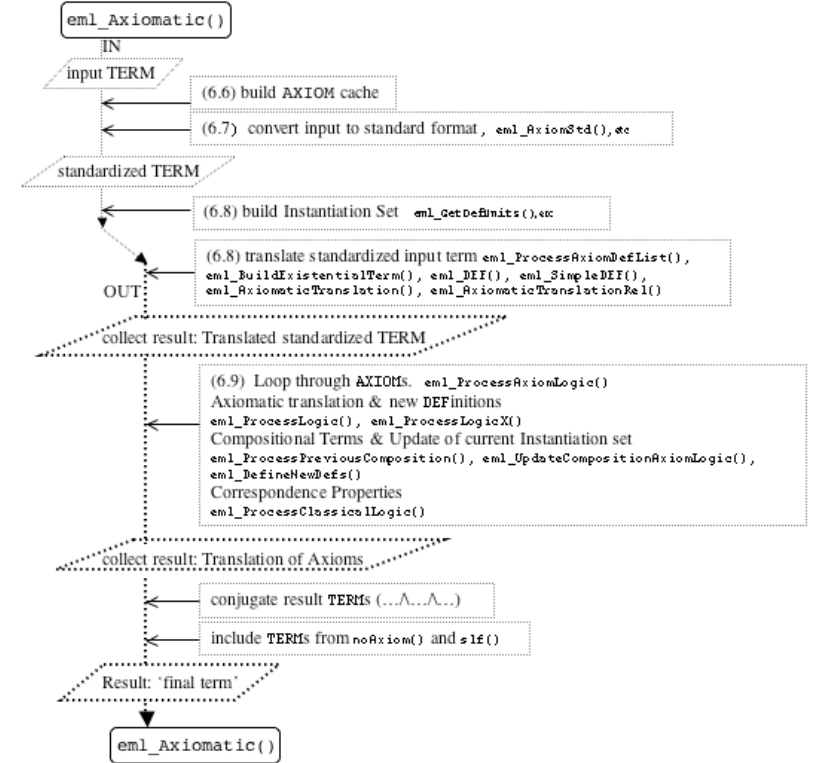 eml_Axiomatic()
IN
input TERM
(6.6) build AXIOM cache
(6.7) convert input to standard format, eml_AxiomStd(),etc
standardized TERM
(6.8) build Instantiation Set eml_GetDefUnits(),etc
(6.8) translate standardized input term eml_ProcessAxiomDefList(),
eml_BuildExistentialTerm(), eml_DEF(), eml_SimpleDEF(),
eml_AxiomaticTranslation(), eml_AxiomaticTranslationRel()
OUT
collect result: Translated standardized TERM
(6.9) Loop through AXIOMs. eml_ProcessAxiomLogic()
Axiomatic translation & new DEFinitions
eml_ProcessLogic(), eml_ProcessLogicX()
Compositional Terms & Update of current Instantiation set
eml_ProcessPreviousComposition(), eml_UpdateCompositionAxiomLogic(),
eml_DefineNewDefs()
Correspondence Properties
eml_ProcessClassicalLogic()
collect result: Translation of Axioms
conjugate result TERMs (.../\.../\...)
include TERMs from noAxiom() and slf()
Result: ‘final term’
eml_Axiomatic()